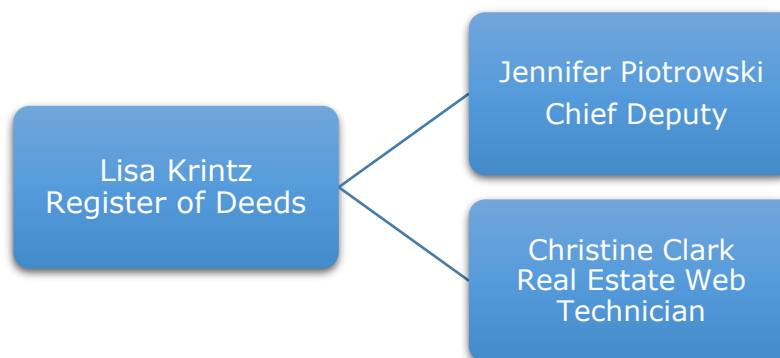 Lisa Krintz
Register of Deeds
Jennifer Piotrowski
Chief Deputy
Christine Clark
Real Estate Web
Technician